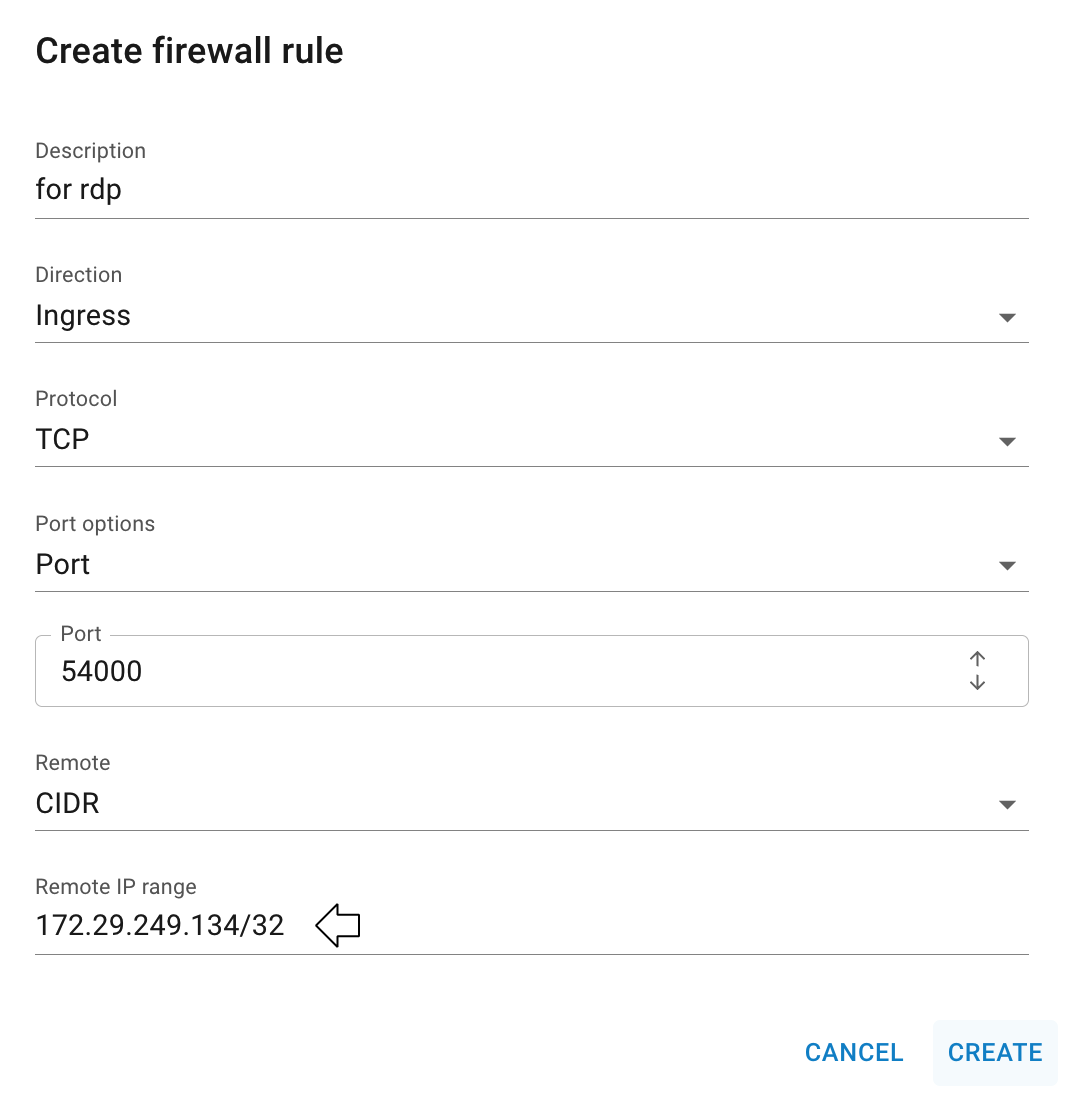 Create firewall rule
Description
for rdp
Direction
Ingress
Protocol
TCP
Port options
Port
Port
54000
Remote
CIDR
Remote IP range
172.29.249.134/32
CANCEL CREATE